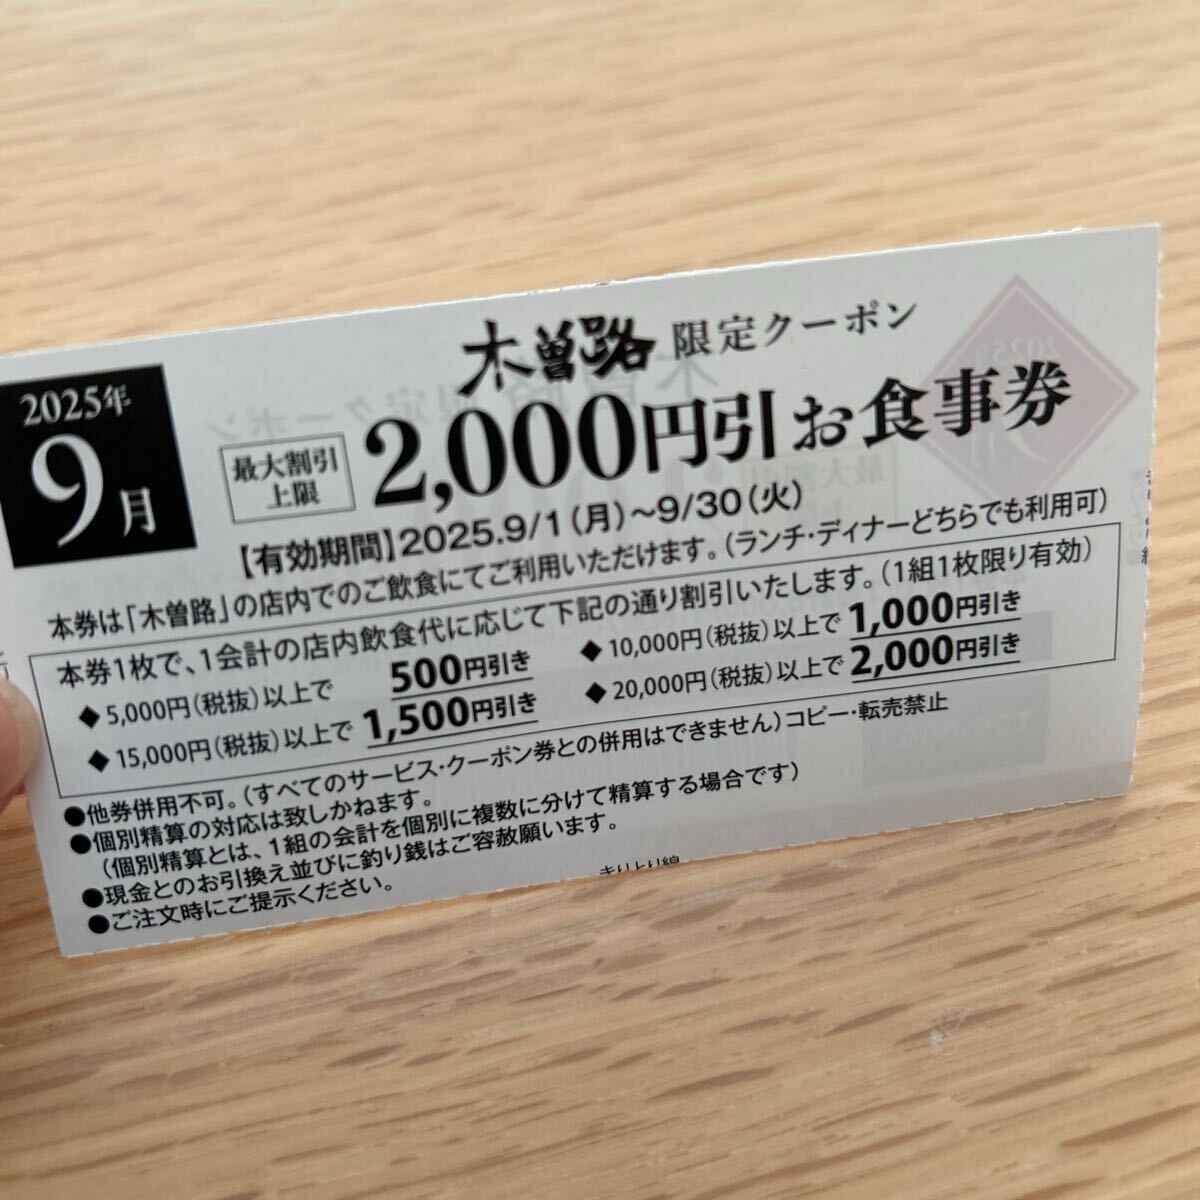 2025年
9月
木曽路 限定クーポン
最大割引
上限
2,000円引お食事券
【有効期間】2025.9/1(月)～9/30(火)
本券は「木曽路」の店内でのご飲食にてご利用いただけます。(ランチ・ディナーどちらでも利用可)
本券1枚で、1会計の店内飲食代に応じて下記の通り割引いたします。(1組1枚限り有効)
◆5,000円(税抜)以上で 500円引き
◆10,000円(税抜)以上で 1,000円引き
◆15,000円(税抜)以上で 1,500円引き
◆20,000円(税抜)以上で 2,000円引き
●他券併用不可。(すべてのサービス・クーポン券との併用はできません)コピー・転売禁止
●個別精算の対応は致しかねます。
(個別精算とは、1組の会計を個別に複数に分けて精算する場合です)
●現金とのお引換え並びに釣り銭はご容赦願います。
●ご注文時にご提示ください。
きりとり線